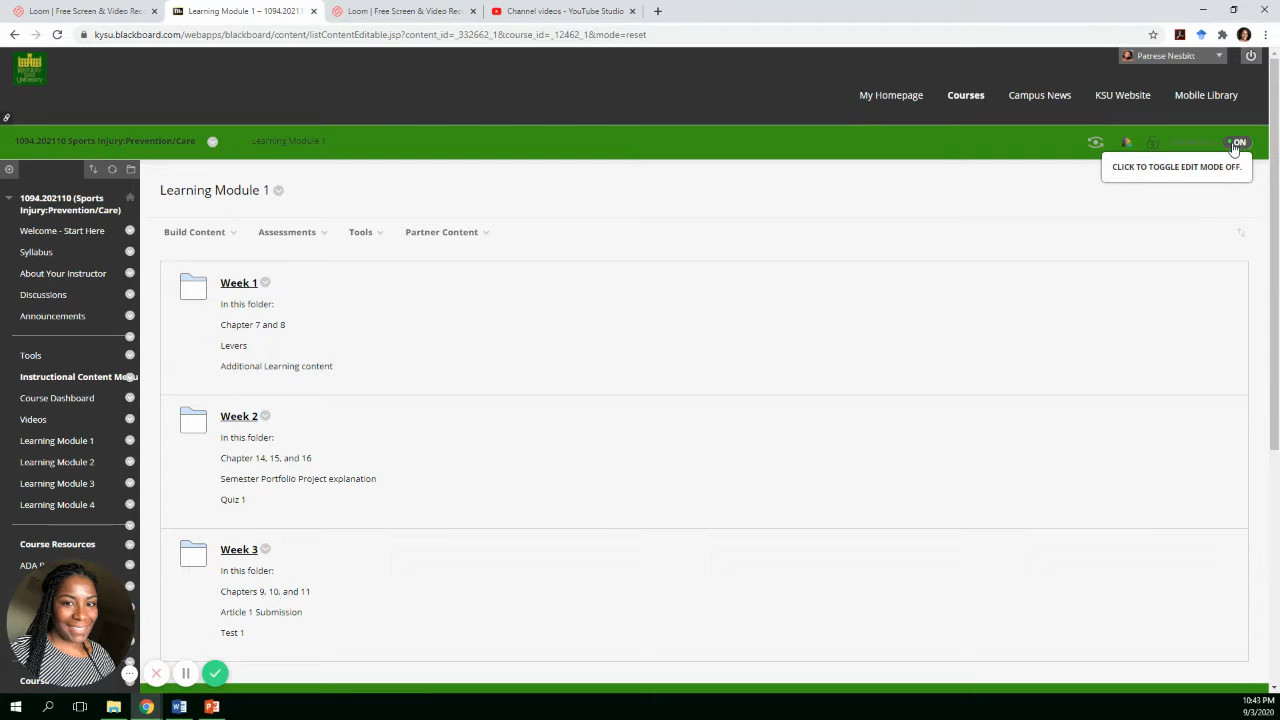 Loom | Free Screen & Video Rec
Learning Module 1 – 1094.20211
Loom | Free Screen & Video Rec
Channel videos - YouTube Studio
kysu.blackboard.com/webapps/blackboard/content/listContentEditable.jsp?content_id=_332662_1&course_id=_12462_1&mode=reset
KENTUCKY STATE UNIVERSITY
Patrese Nesbitt
My Homepage Courses Campus News KSU Website Mobile Library
1094.202110 Sports Injury:Prevention/Care Learning Module 1
ON
CLICK TO TOGGLE EDIT MODE OFF.
1094.202110 (Sports
Injury:Prevention/Care)
Welcome - Start Here
Syllabus
About Your Instructor
Discussions
Announcements
Tools
Instructional Content Menu
Course Dashboard
Videos
Learning Module 1
Learning Module 2
Learning Module 3
Learning Module 4
Course Resources
ADA
Cours
Learning Module 1
Build Content Assessments Tools Partner Content
Week 1
In this folder:
Chapter 7 and 8
Levers
Additional Learning content
Week 2
In this folder:
Chapter 14, 15, and 16
Semester Portfolio Project explanation
Quiz 1
Week 3
In this folder:
Chapters 9, 10, and 11
Article 1 Submission
Test 1
10:43 PM
9/3/2020